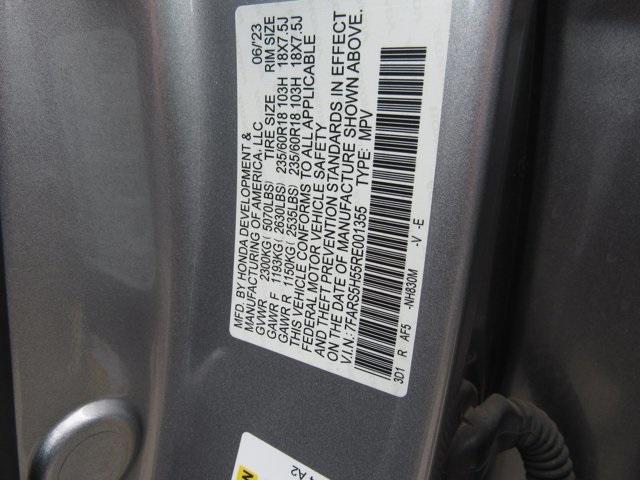 MFD. BY HONDA DEVELOPMENT &
MANUFACTURING OF AMERICA, LLC 06/'23
GVWR 2300KG( 5070LBS) TIRE SIZE RIM SIZE
GAWR F 1193KG( 2630LBS) 235/60R18 103H 18X7.5J
GAWR R 1150KG( 2535LBS) 235/60R18 103H 18X7.5J
THIS VEHICLE CONFORMS TO ALL APPLICABLE
FEDERAL MOTOR VEHICLE SAFETY
AND THEFT PREVENTION STANDARDS IN EFFECT
ON THE DATE OF MANUFACTURE SHOWN ABOVE.
V.I.N.: 7FARS5H55RE001355 TYPE: MPV
3D1 R AF5 -NH830M -V -E
A2